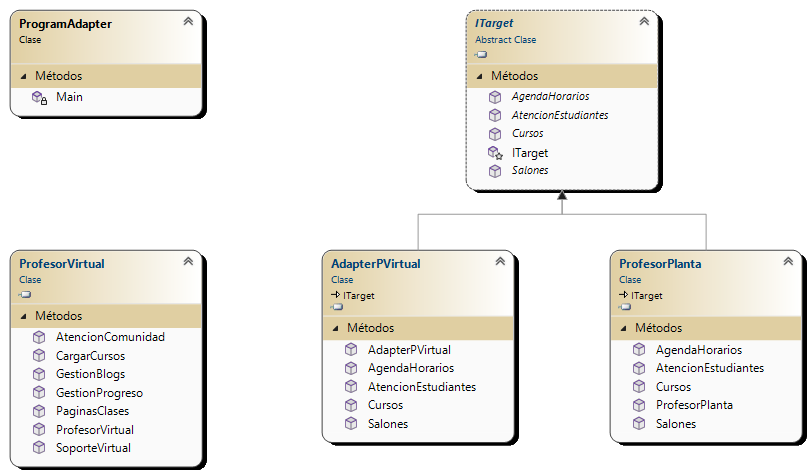 ProgramAdapter
Clase
Métodos
Main
ITarget
Abstract Clase
Métodos
AgendaHorarios
AtencionEstudiantes
Cursos
ITarget
Salones
ProfesorVirtual
Clase
Métodos
AtencionComunidad
CargarCursos
GestionBlogs
GestionProgreso
PaginasClases
ProfesorVirtual
SoporteVirtual
AdapterPVirtual
Clase
ITarget
Métodos
AdapterPVirtual
AgendaHorarios
AtencionEstudiantes
Cursos
Salones
ProfesorPlanta
Clase
ITarget
Métodos
AgendaHorarios
AtencionEstudiantes
Cursos
ProfesorPlanta
Salones